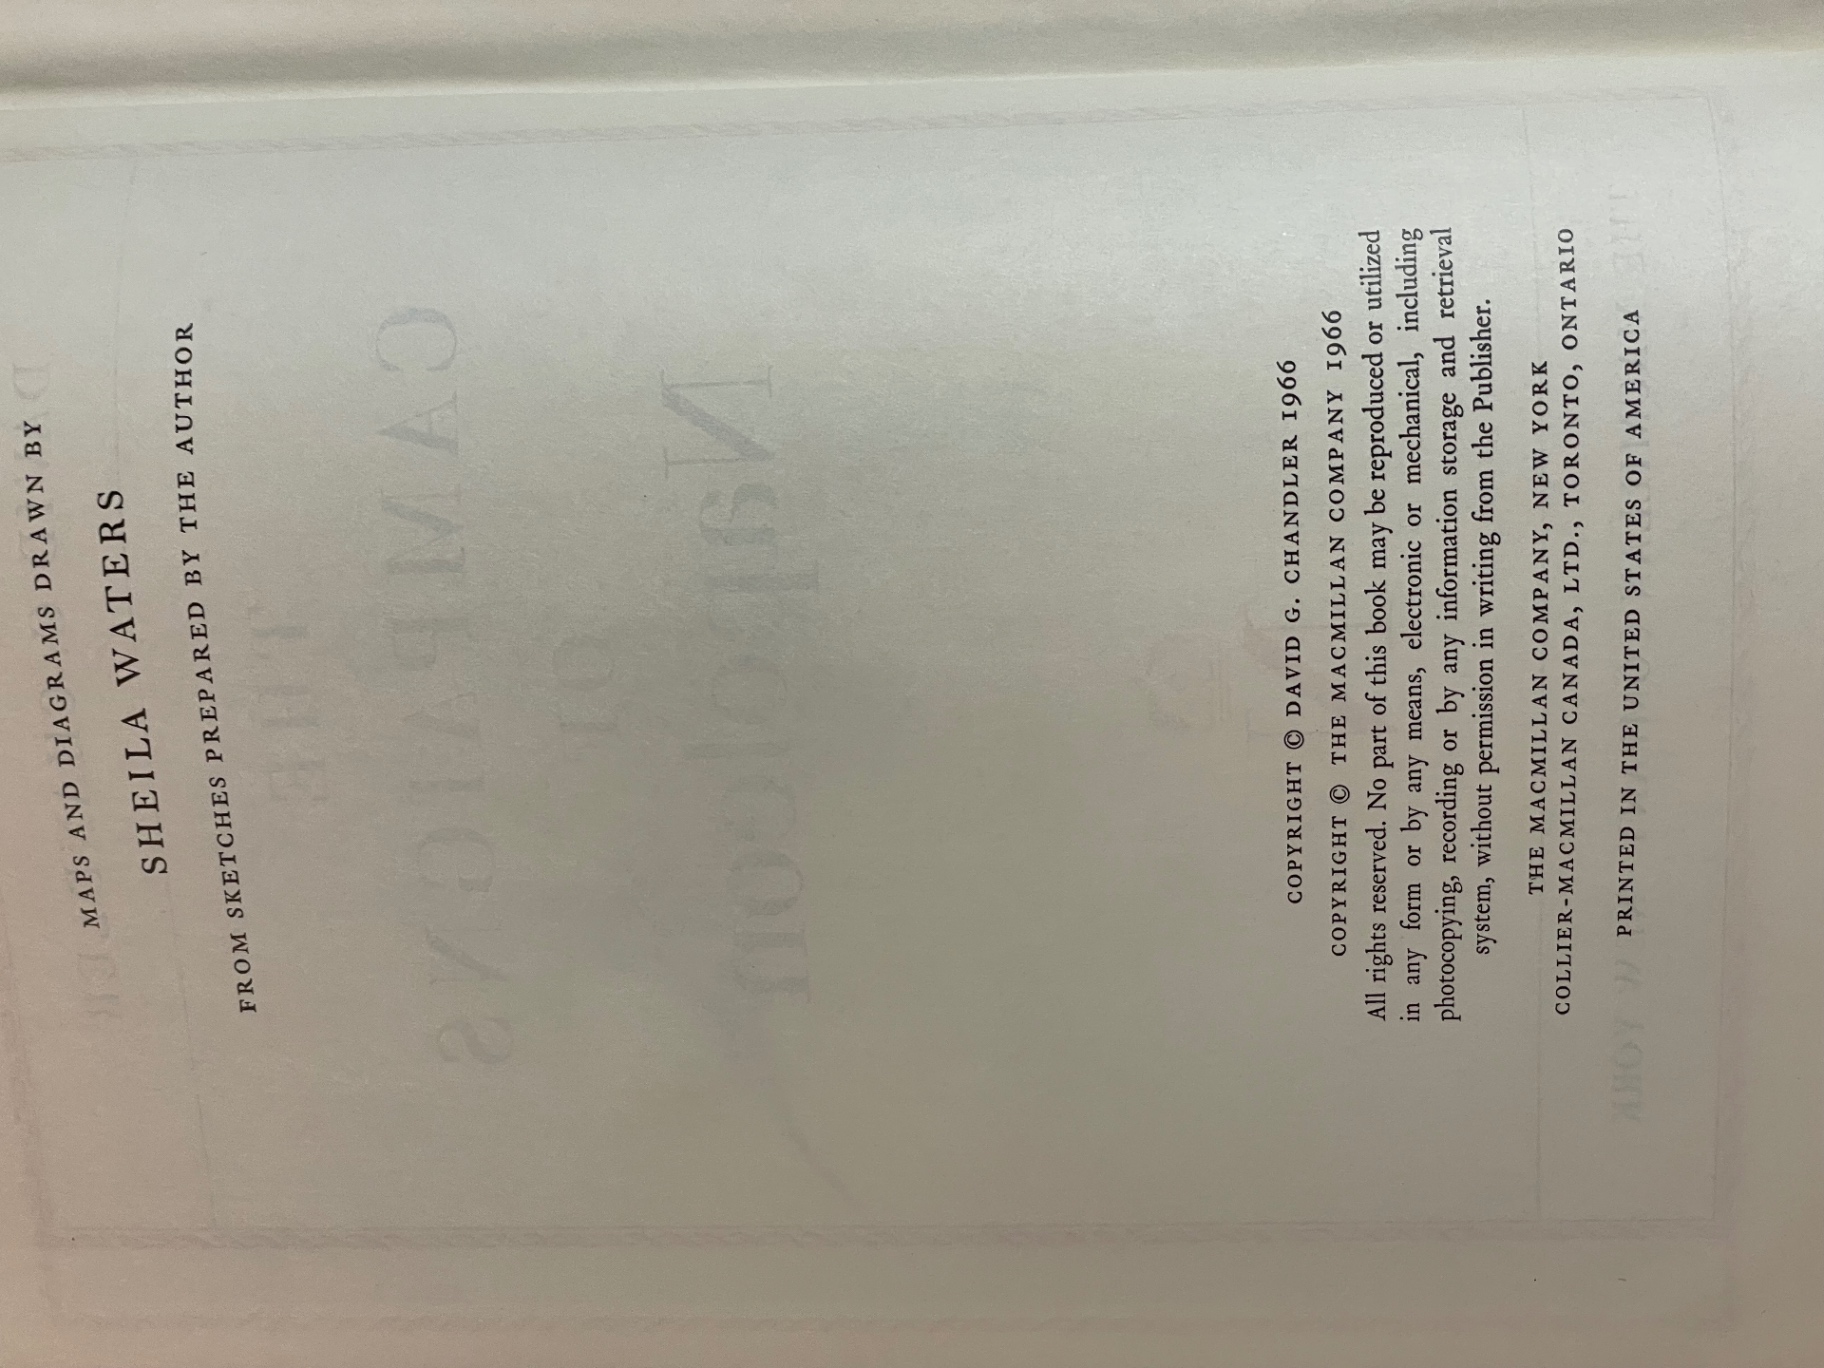 MAPS AND DIAGRAMS DRAWN BY
SHEILA WATERS
FROM SKETCHES PREPARED BY THE AUTHOR
THE
CAMPAIGNS
OF
NAPOLEON
COPYRIGHT © DAVID G. CHANDLER 1966
COPYRIGHT © THE MACMILLAN COMPANY 1966
All rights reserved. No part of this book may be reproduced or utilized
in any form or by any means, electronic or mechanical, including
photocopying, recording or by any information storage and retrieval
system, without permission in writing from the Publisher.
THE MACMILLAN COMPANY, NEW YORK
COLLIER-MACMILLAN CANADA, LTD., TORONTO, ONTARIO
PRINTED IN THE UNITED STATES OF AMERICA